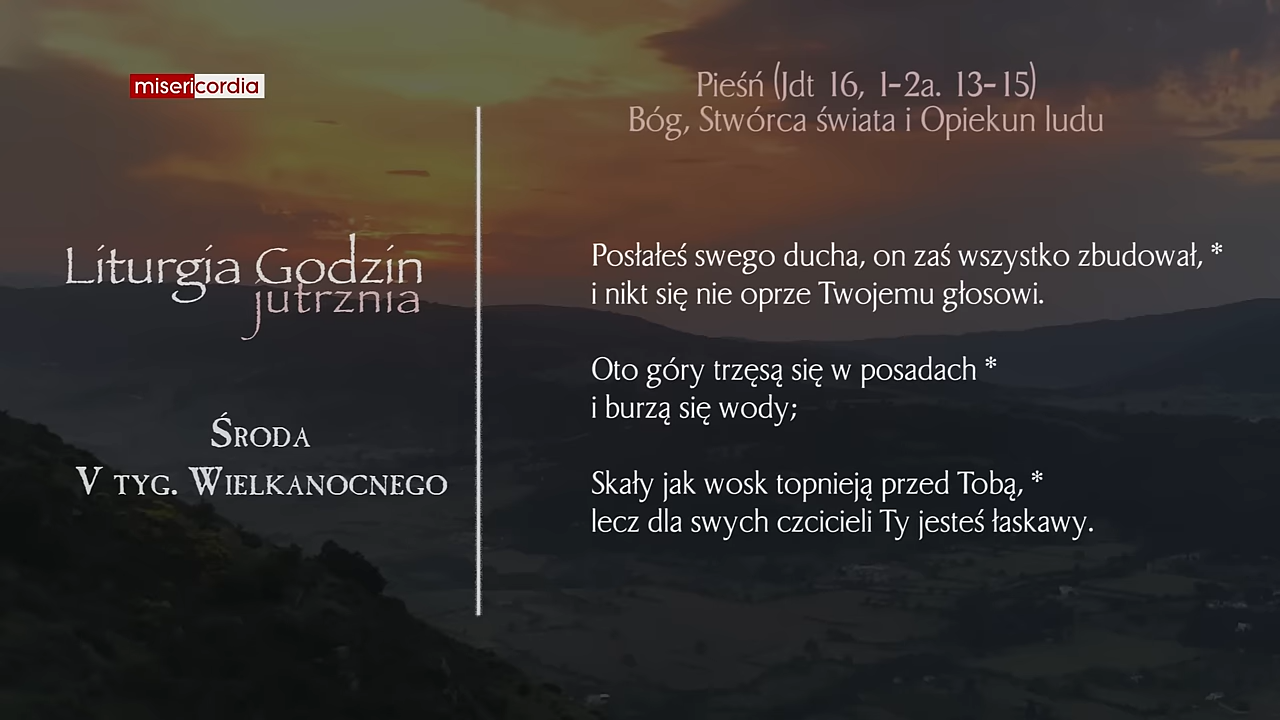 misericordia
Liturgia Godzin
jutrznia
Środa
V tyg. Wielkanocnego
Pieśń (Jdt 16, 1-2a. 13-15)
Bóg, Stwórca świata i Opiekun ludu
Posłałeś swego ducha, on zaś wszystko zbudował, *
i nikt się nie oprze Twojemu głosowi.
Oto góry trzęsą się w posadach *
i burzą się wody;
Skały jak wosk topnieją przed Tobą, *
lecz dla swych czcicieli Ty jesteś łaskawy.